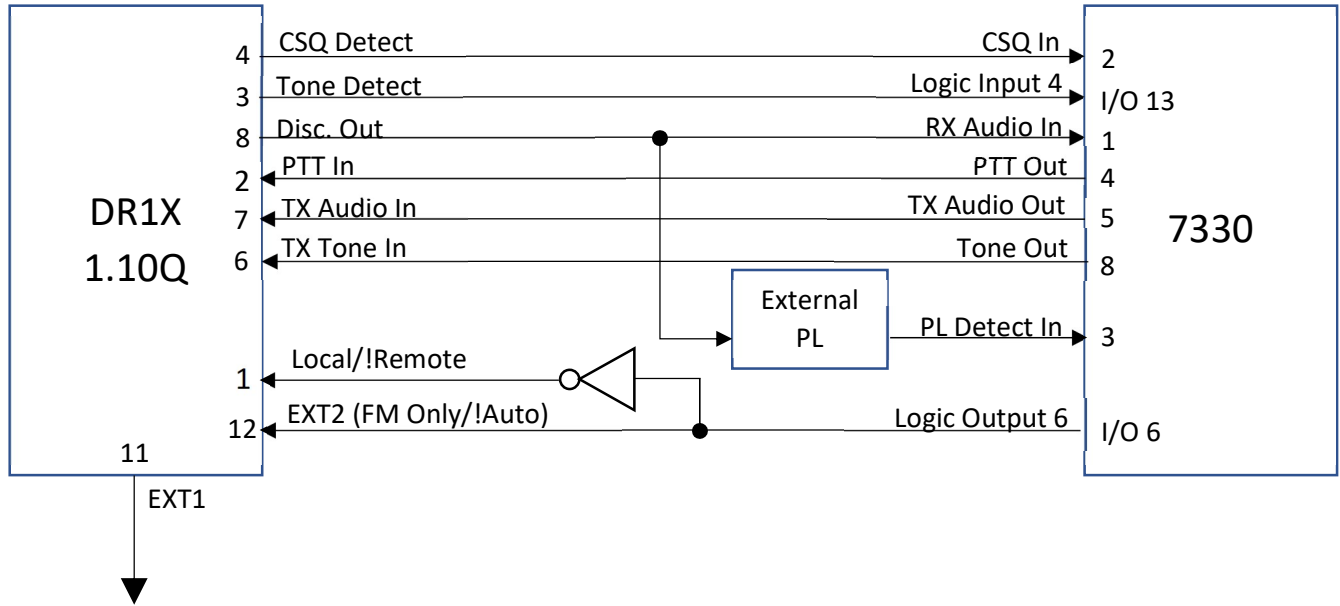 4 CSQ Detect CSQ In 2
3 Tone Detect Logic Input 4 I/O 13
8 Disc. Out RX Audio In 1
2 PTT In PTT Out 4
7 TX Audio In TX Audio Out 5
6 TX Tone In Tone Out 8
DR1X
1.10Q
7330
External
PL
PL Detect In 3
1 Local/!Remote
12 EXT2 (FM Only/!Auto) Logic Output 6 I/O 6
11
EXT1